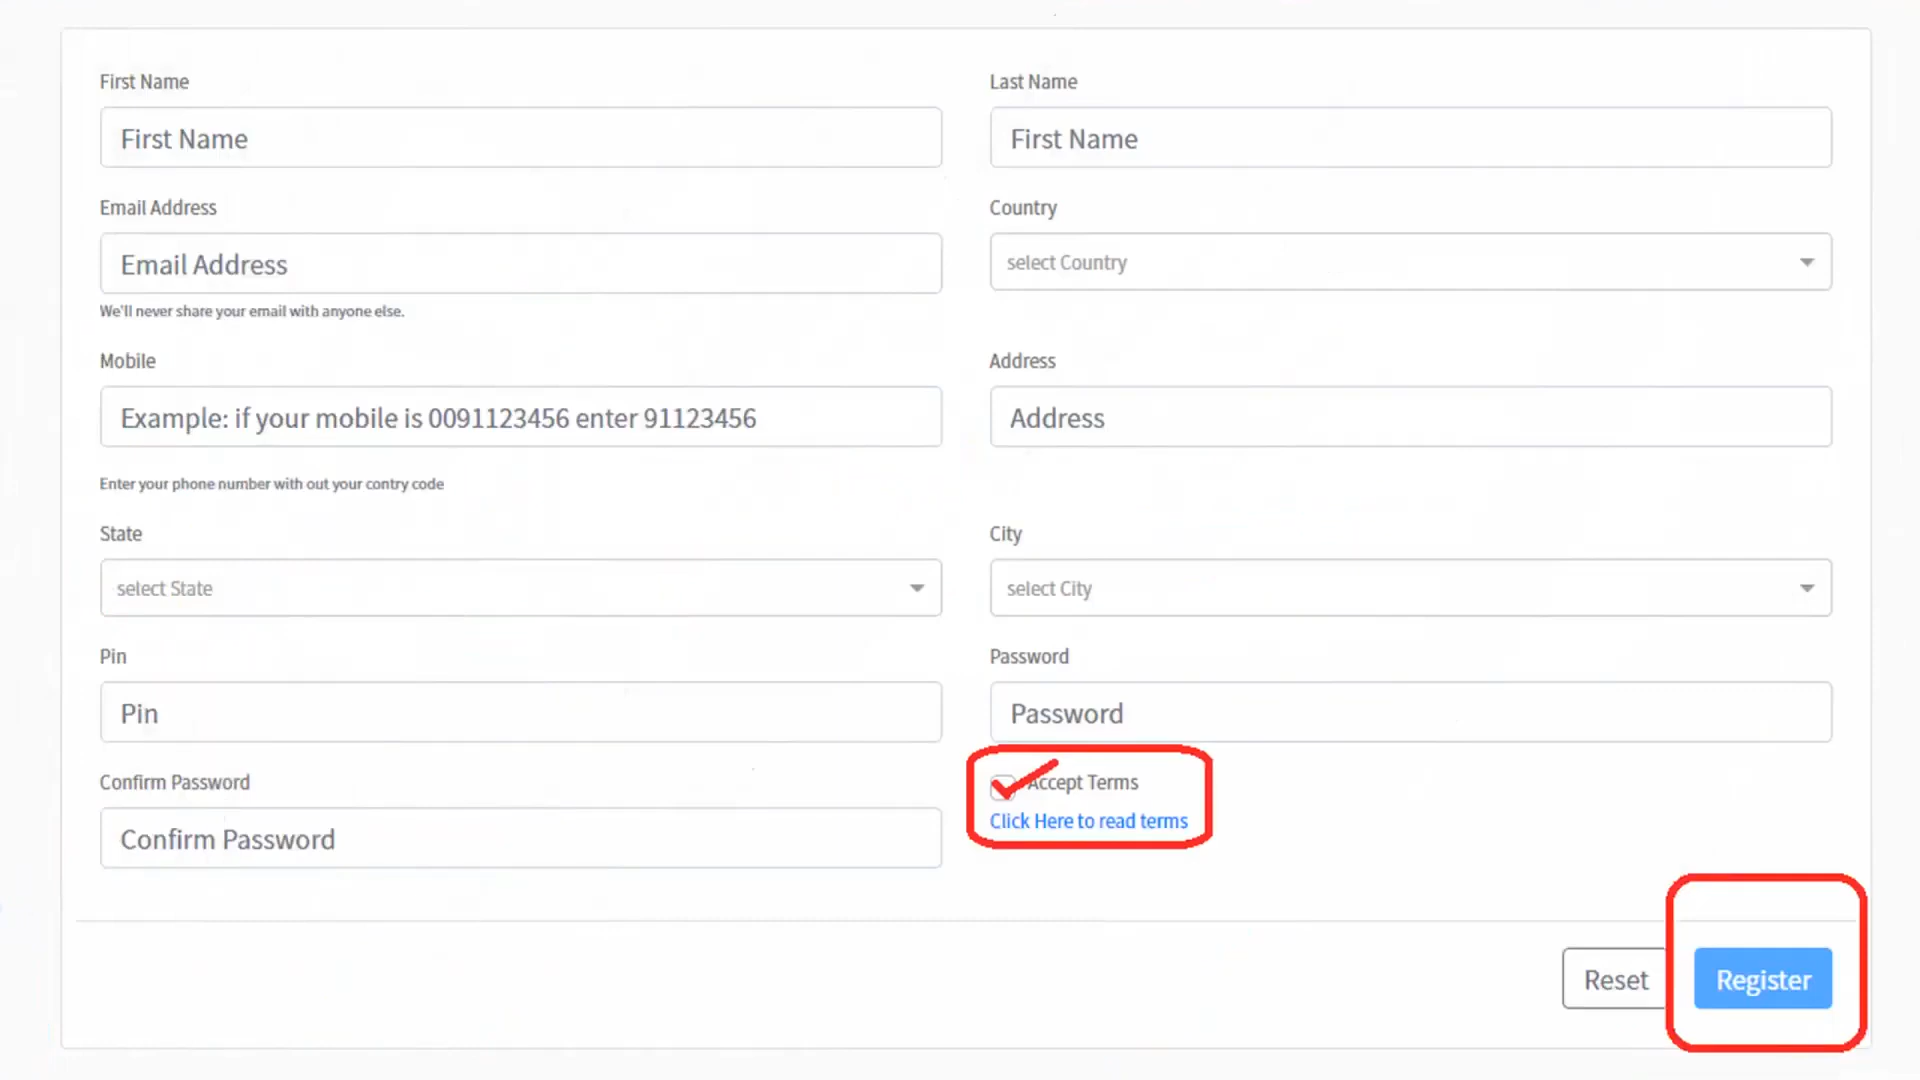 First Name
Last Name
First Name
First Name
Email Address
Country
Email Address
select Country
We'll never share your email with anyone else.
Mobile
Address
Example: if your mobile is 0091123456 enter 91123456
Address
Enter your phone number with out your contry code
State
City
select State
select City
Pin
Password
Pin
Password
Confirm Password
Accept Terms
Click Here to read terms
Confirm Password
Reset
Register